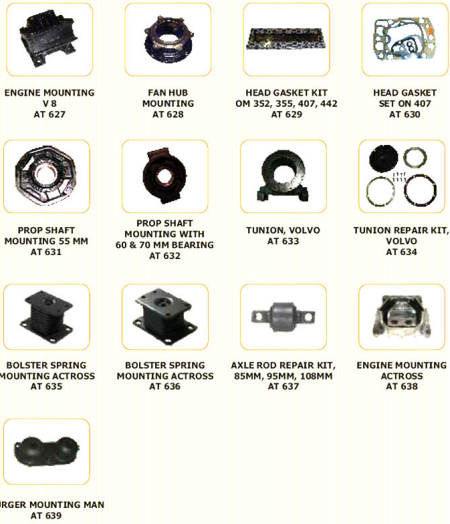 ENGINE MOUNTING
V 8
AT 627
FAN HUB
MOUNTING
AT 628
HEAD GASKET KIT
OM 352, 355, 407, 442
AT 629
HEAD GASKET
SET ON 407
AT 630
PROP SHAFT
MOUNTING 55 MM
AT 631
PROP SHAFT
MOUNTING WITH
60 & 70 MM BEARING
AT 632
TUNION, VOLVO
AT 633
TUNION REPAIR KIT,
VOLVO
AT 634
BOLSTER SPRING
MOUNTING ACTROSS
AT 635
BOLSTER SPRING
MOUNTING ACTROSS
AT 636
AXLE ROD REPAIR KIT,
85MM, 95MM, 108MM
AT 637
ENGINE MOUNTING
ACTROSS
AT 638
URGER MOUNTING MAN
AT 639